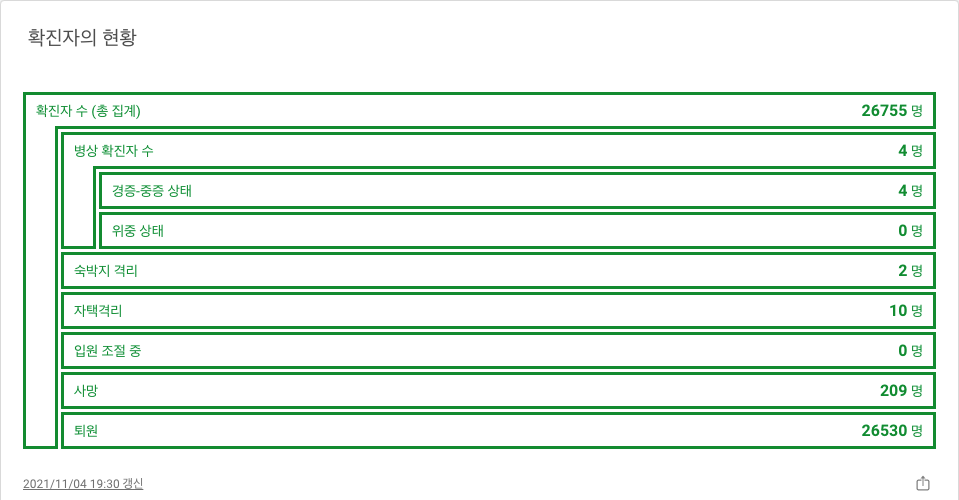 확진자의 현황
확진자 수 (총 집계) 26755 명
병상 확진자 수 4 명
경증-중증 상태 4 명
위중 상태 0 명
숙박지 격리 2 명
자택격리 10 명
입원 조절 중 0 명
사망 209 명
퇴원 26530 명
2021/11/04 19:30 갱신